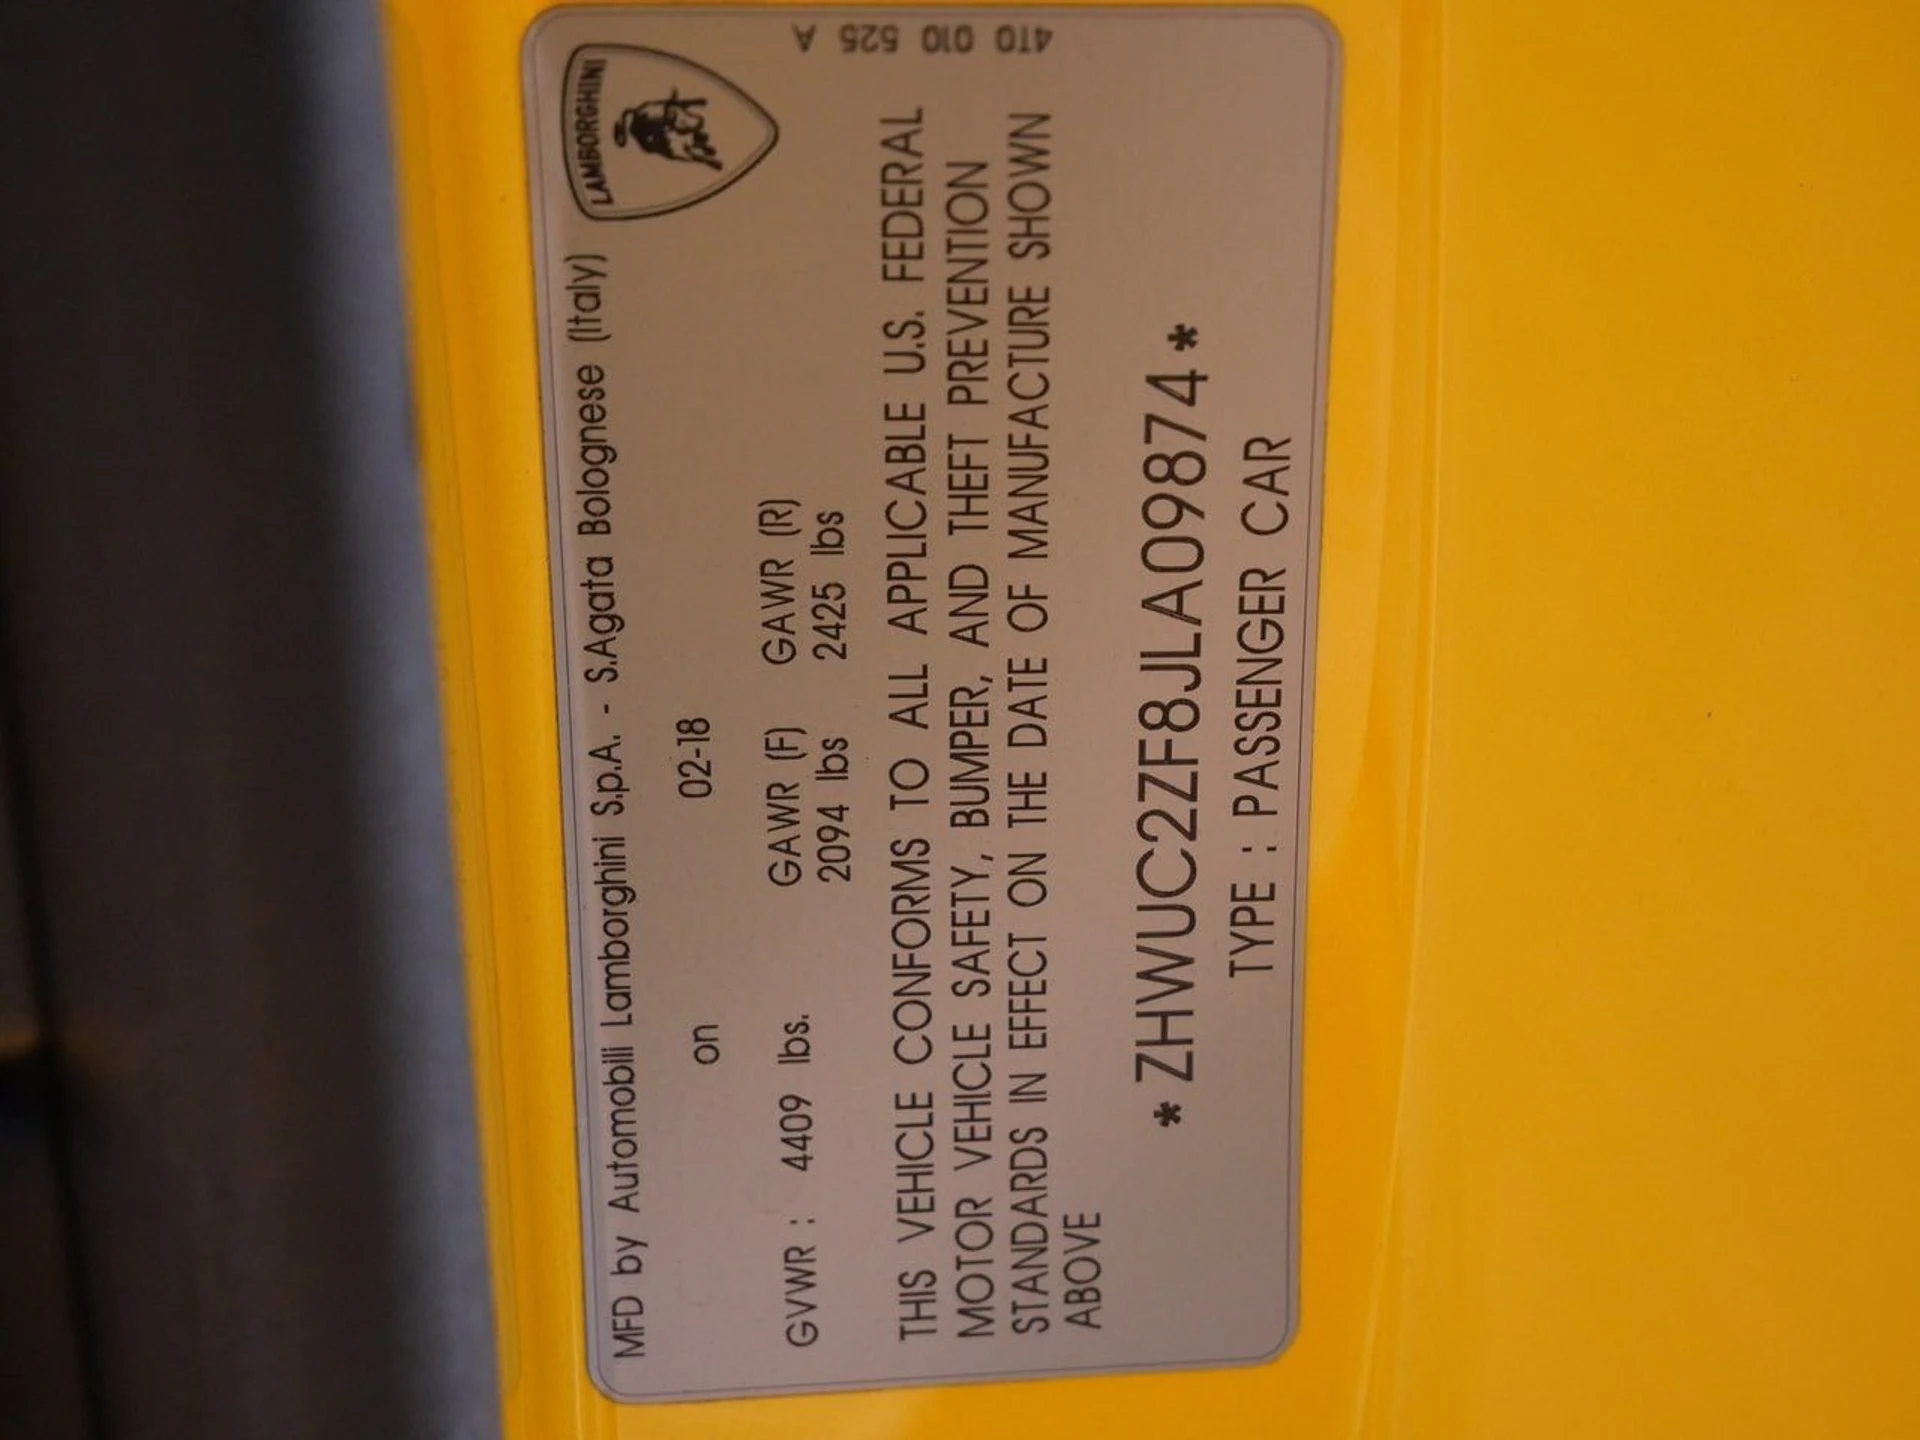 MFD by Automobili Lamborghini S.p.A. - S.Agata Bolognese (Italy)
LAMBORGHINI
on 02-18
GVWR : 4409 lbs. GAWR (F) GAWR (R)
2094 lbs 2425 lbs
THIS VEHICLE CONFORMS TO ALL APPLICABLE U.S. FEDERAL
MOTOR VEHICLE SAFETY, BUMPER, AND THEFT PREVENTION
STANDARDS IN EFFECT ON THE DATE OF MANUFACTURE SHOWN
ABOVE
* ZHWUC2ZF8JLA09874 *
TYPE : PASSENGER CAR
4T0 010 525 A